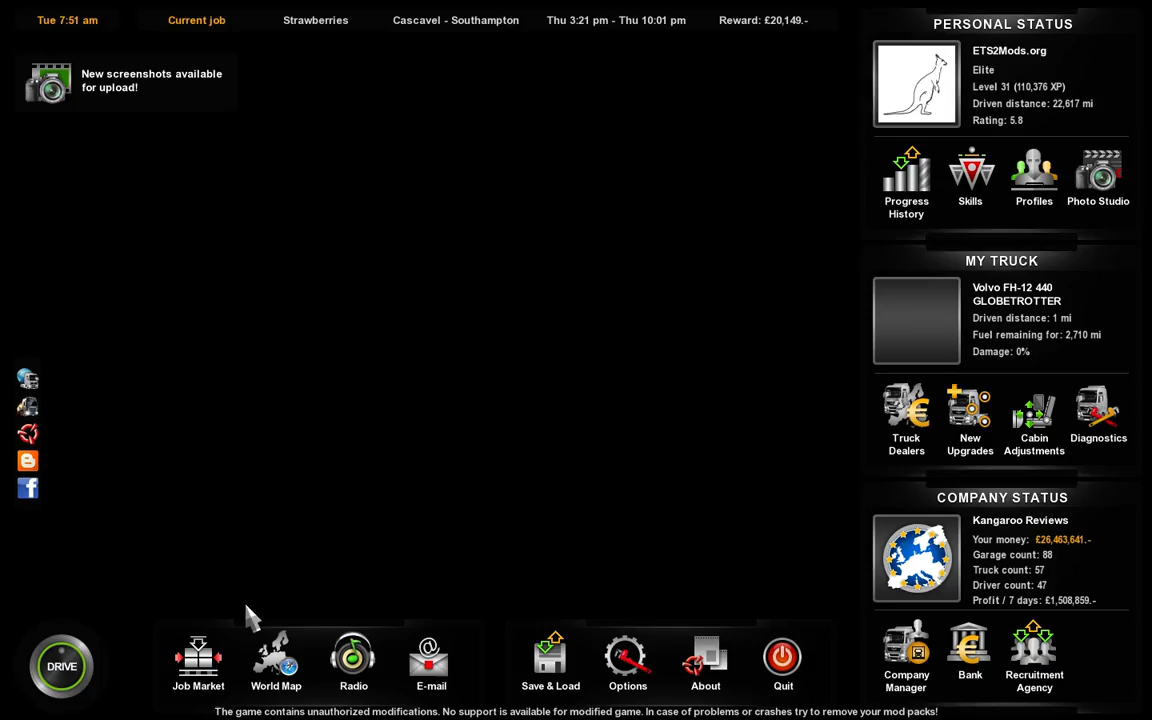 Tue 7:51 am
Current job
Strawberries
Cascavel - Southampton
Thu 3:21 pm - Thu 10:01 pm
Reward: £20,149.-
New screenshots available
for upload!
PERSONAL STATUS
ETS2Mods.org
Elite
Level 31 (110,376 XP)
Driven distance: 22,617 mi
Rating: 5.8
Progress
History
Skills
Profiles
Photo Studio
MY TRUCK
Volvo FH-12 440
GLOBETROTTER
Driven distance: 1 mi
Fuel remaining for: 2,710 mi
Damage: 0%
Truck
Dealers
New
Upgrades
Cabin
Adjustments
Diagnostics
COMPANY STATUS
Kangaroo Reviews
Your money: £26,463,641.-
Garage count: 88
Truck count: 57
Driver count: 47
Profit / 7 days: £1,508,859.-
Company
Manager
Bank
Recruitment
Agency
DRIVE
Job Market
World Map
Radio
E-mail
Save & Load
Options
About
Quit
The game contains unauthorized modifications. No support is available for modified game. In case of problems or crashes try to remove your mod packs!